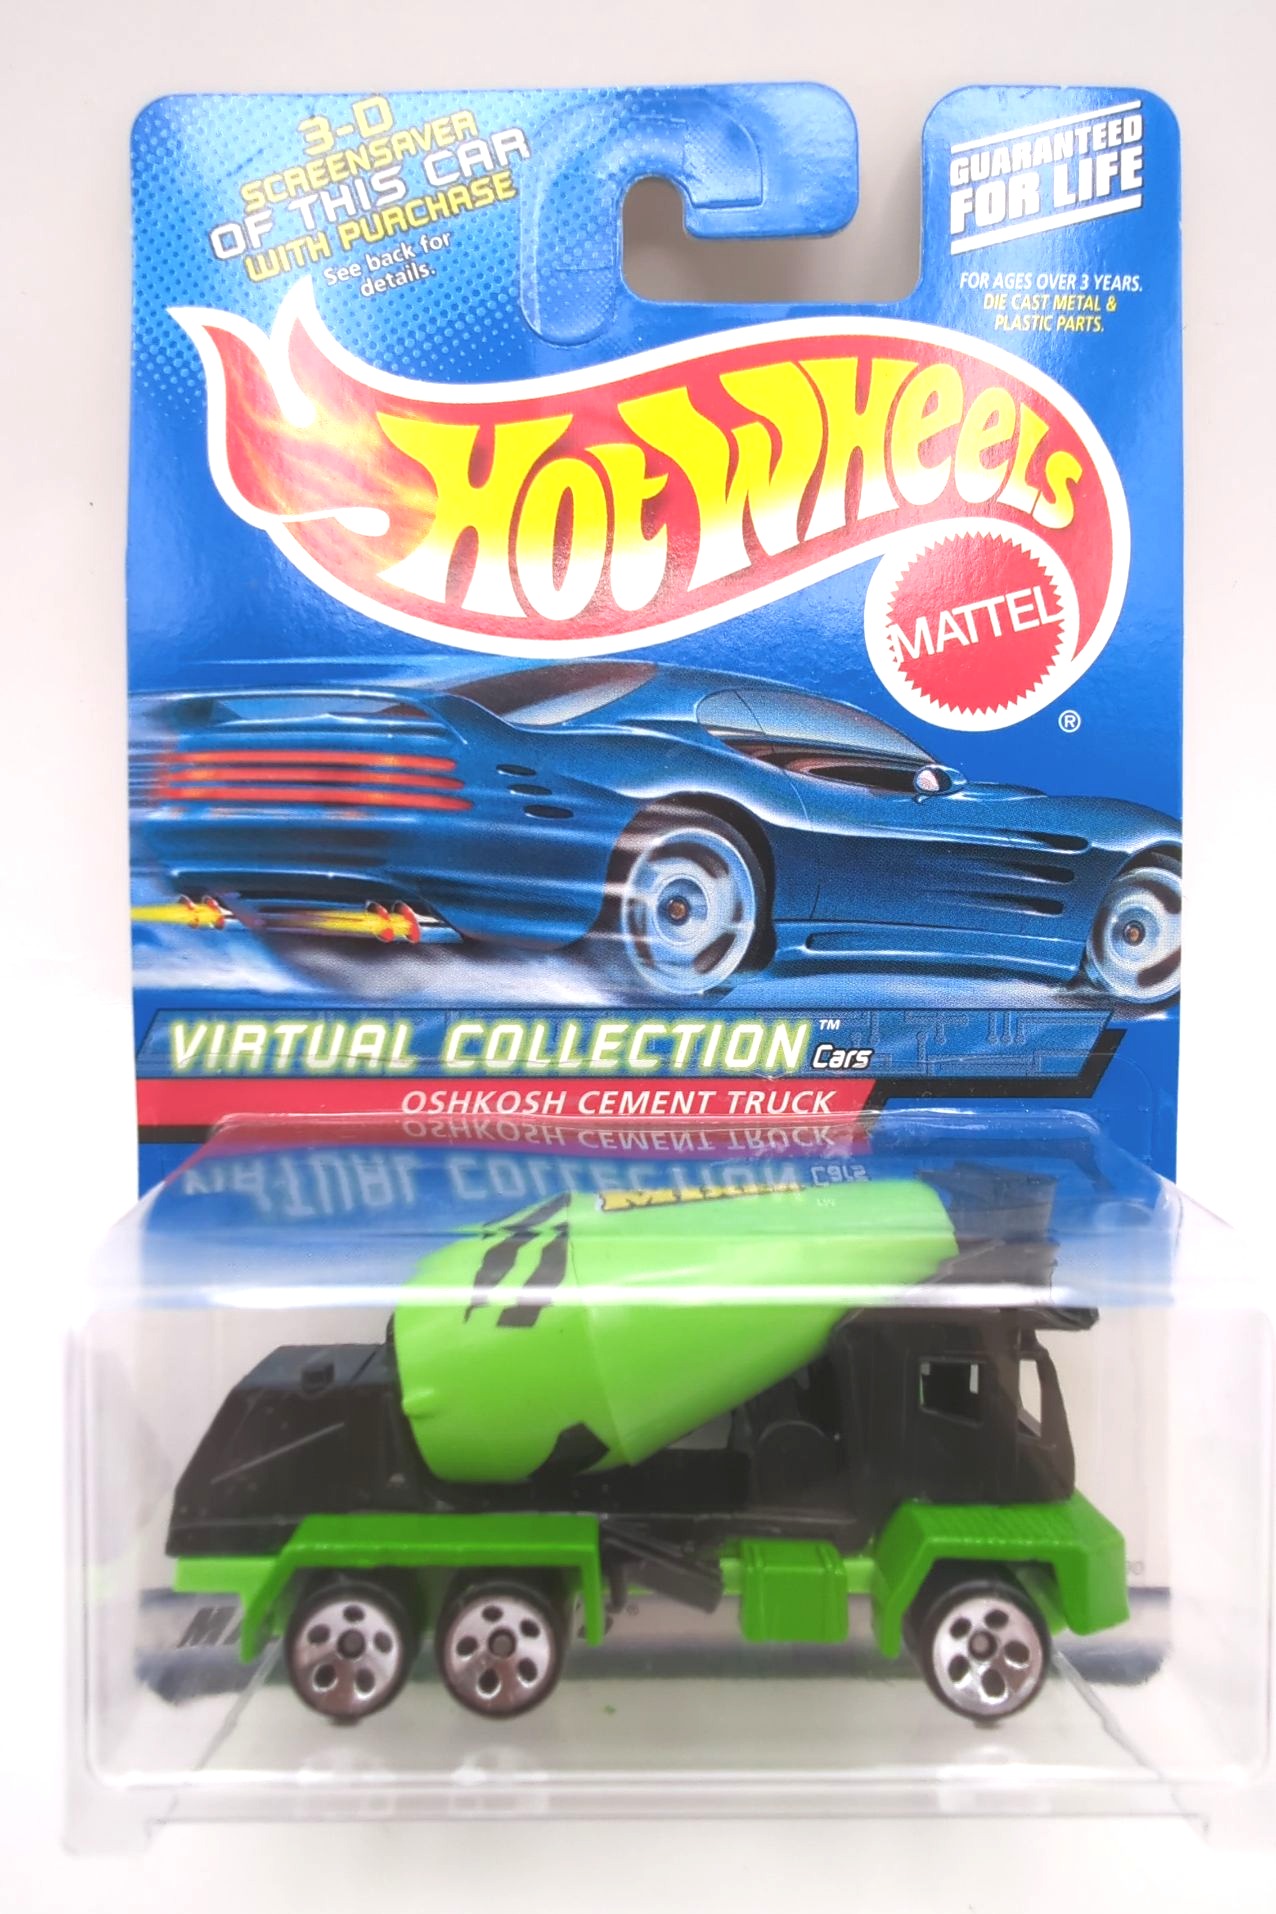 3-D
SCREENSAVER
OF THIS CAR
WITH PURCHASE
See back for
details.
GUARANTEED
FOR LIFE
FOR AGES OVER 3 YEARS.
DIE CAST METAL &
PLASTIC PARTS.
HOT WHEELS
MATTEL
®
VIRTUAL COLLECTION™
Cars
OSHKOSH CEMENT TRUCK